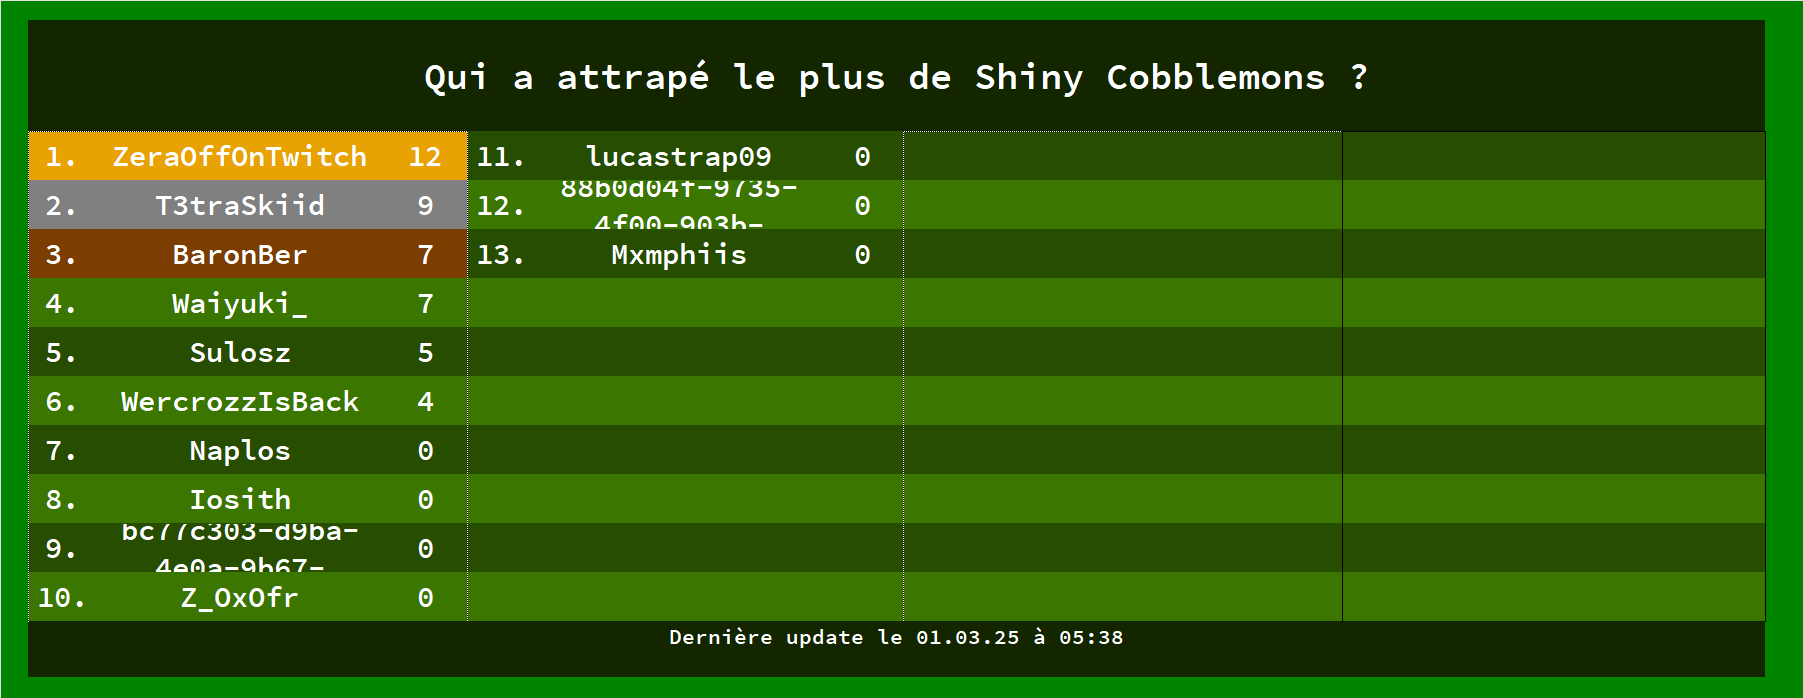 Qui a attrapé le plus de Shiny Cobblemons ?
1. ZeraOffOnTwitch 12
2. T3traSkiid 9
3. BaronBer 7
4. Waiyuki_ 7
5. Sulosz 5
6. WercrozzIsBack 4
7. Naplos 0
8. Iosith 0
9. bc77c303-d9ba-4e0a-9b67- 0
10. Z_OxOfr 0
11. lucastrap09 0
12. 88b0d04f-9735-4f00-903b- 0
13. Mxmphiis 0
Dernière update le 01.03.25 à 05:38